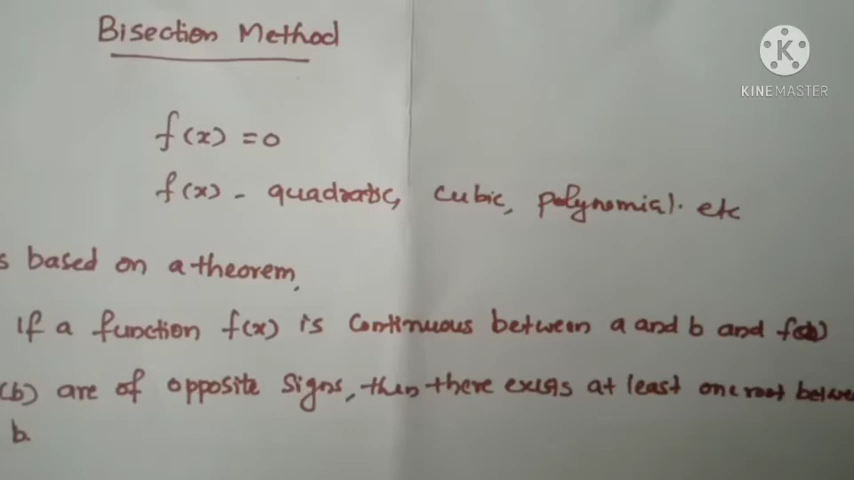 Bisection Method
K
KINEMASTER
f(x) = 0
f(x) - quadratic, cubic, polynomial. etc
s based on a theorem.
If a function f(x) is continuous between a and b and f(a)
(b) are of opposite signs, then there exists at least one root betwe
b.